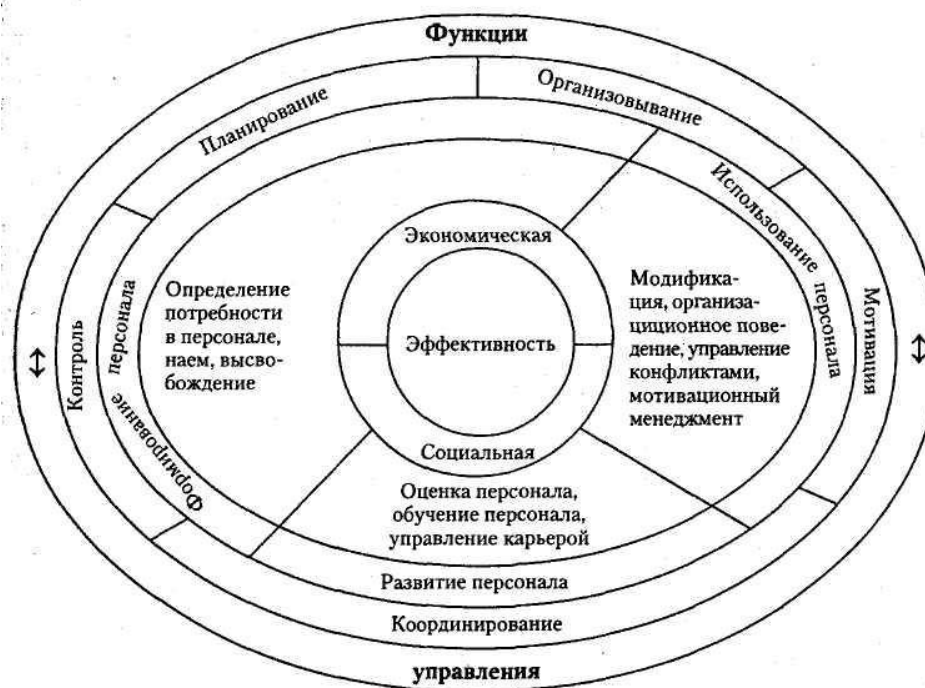 Функции
Планирование
Организовывание
Использование персонала
Мотивация
Экономическая
Эффективность
Социальная
Определение
потребности
в персонале,
наем, высво-
бождение
Модифика-
ция, организа-
зациционное пове-
дение, управление
конфликтами,
мотивационный
менеджмент
Контроль
Формирование персонала
Оценка персонала,
обучение персонала,
управление карьерой
Развитие персонала
Координирование
управления